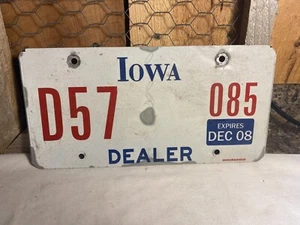 IOWA
D57 085
EXPIRES
DEC 08
DEALER